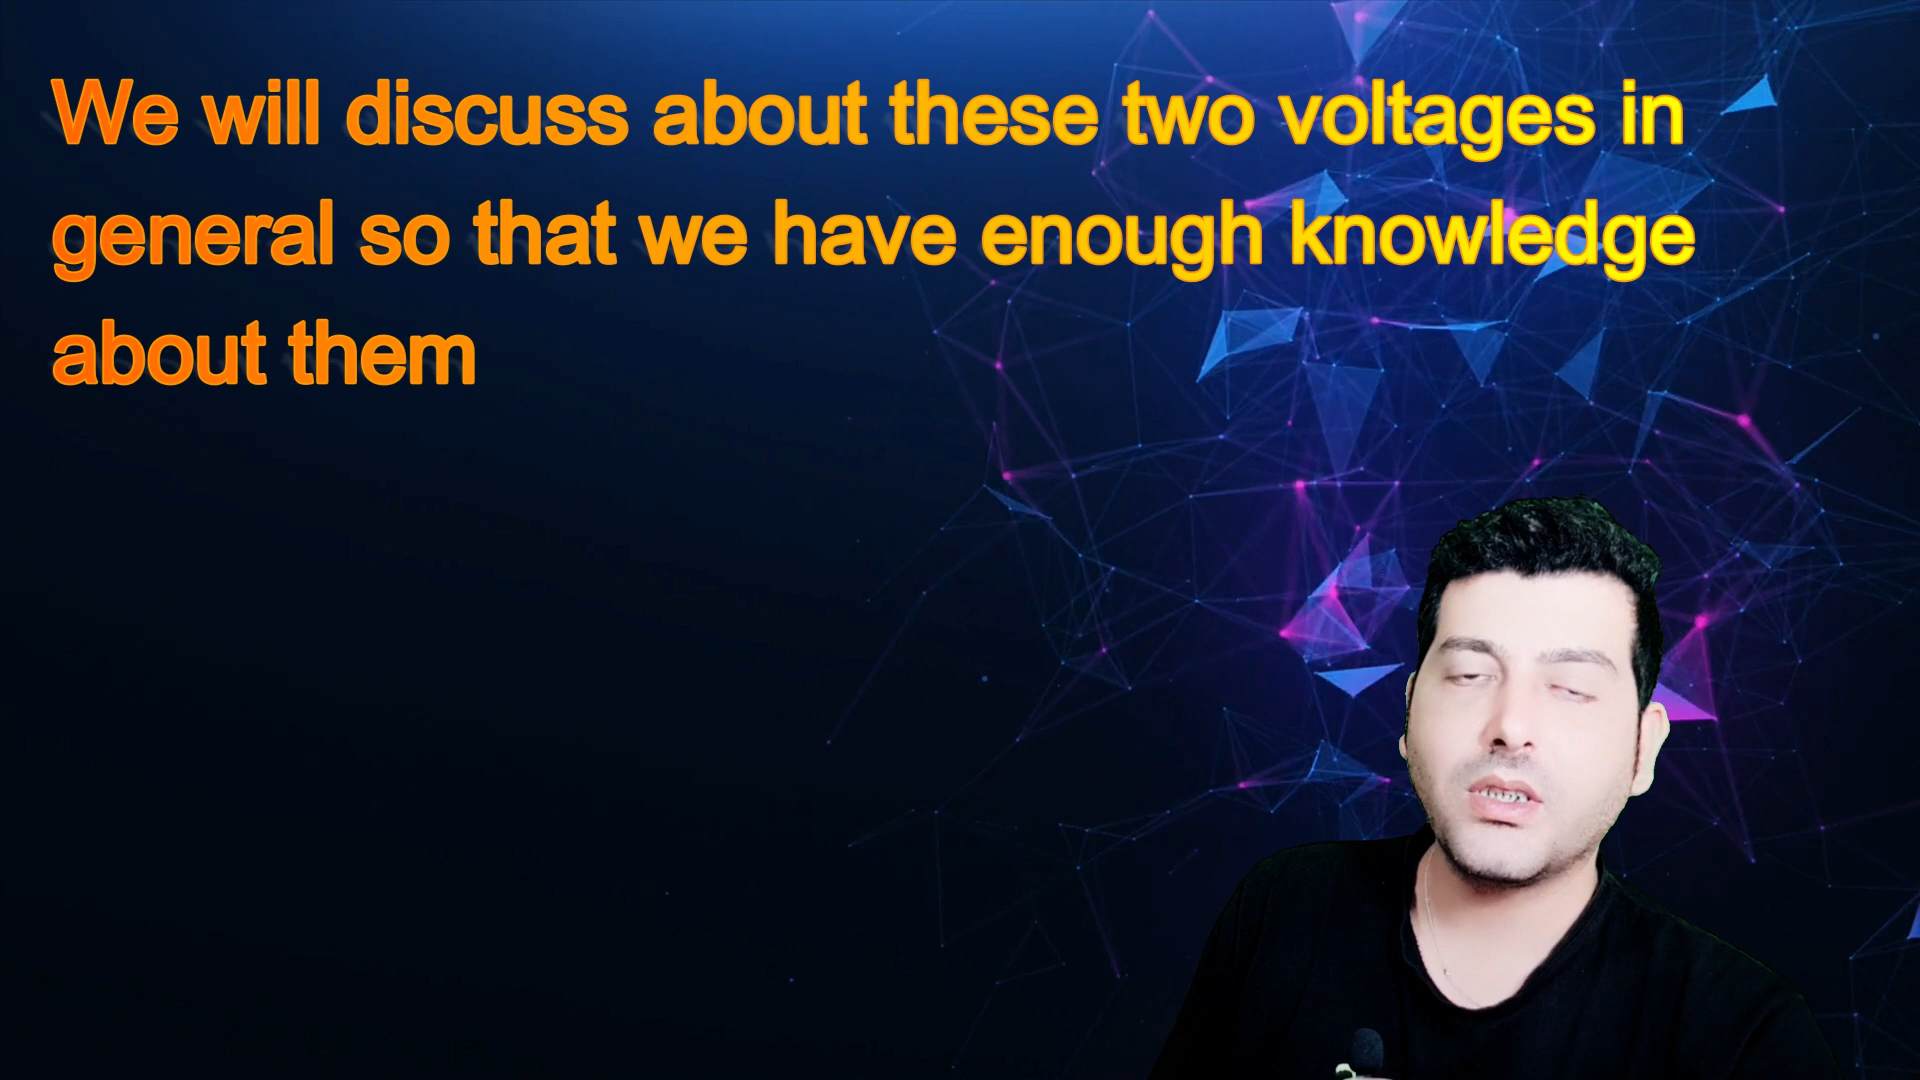 We will discuss about these two voltages in
general so that we have enough knowledge
about them